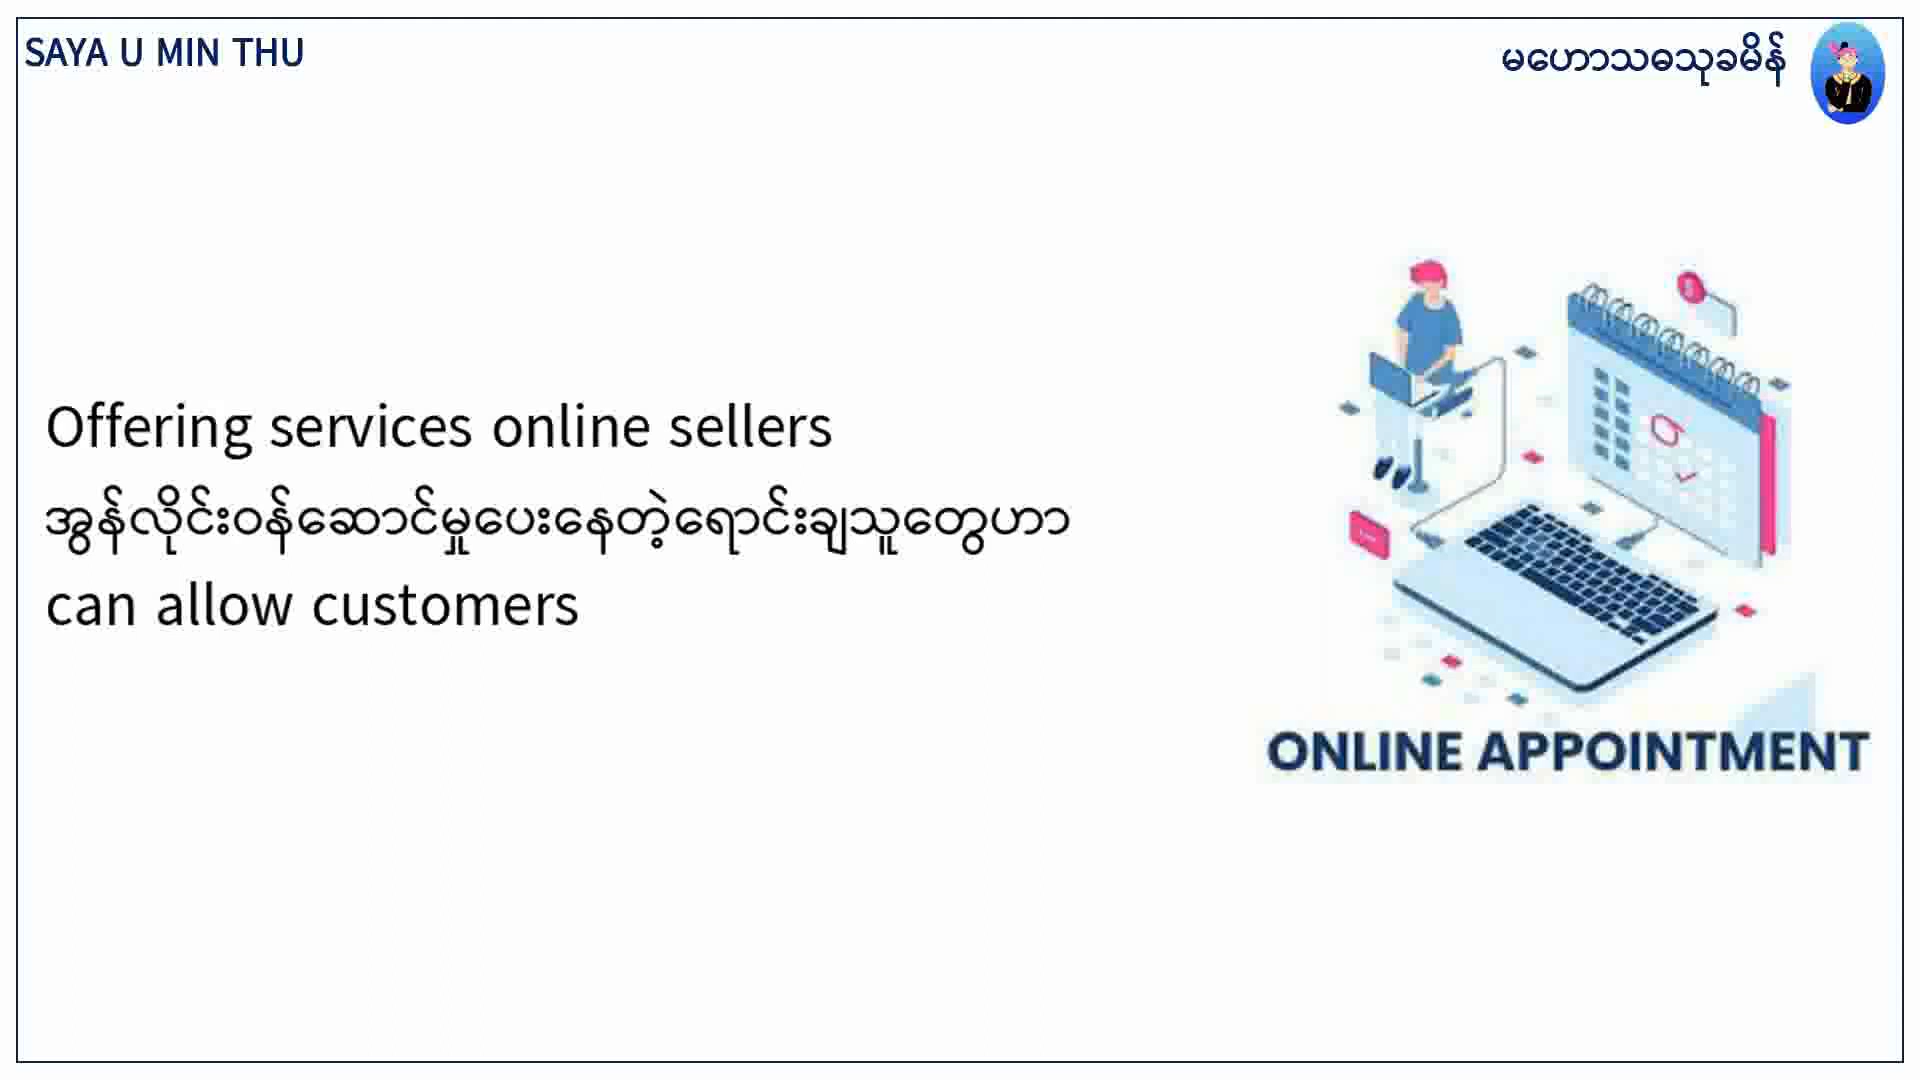 SAYA U MIN THU
မဟောသဓသုခမိန်
Offering services online sellers
အွန်လိုင်းဝန်ဆောင်မှုပေးနေတဲ့ရောင်းချသူတွေဟာ
can allow customers
ONLINE APPOINTMENT